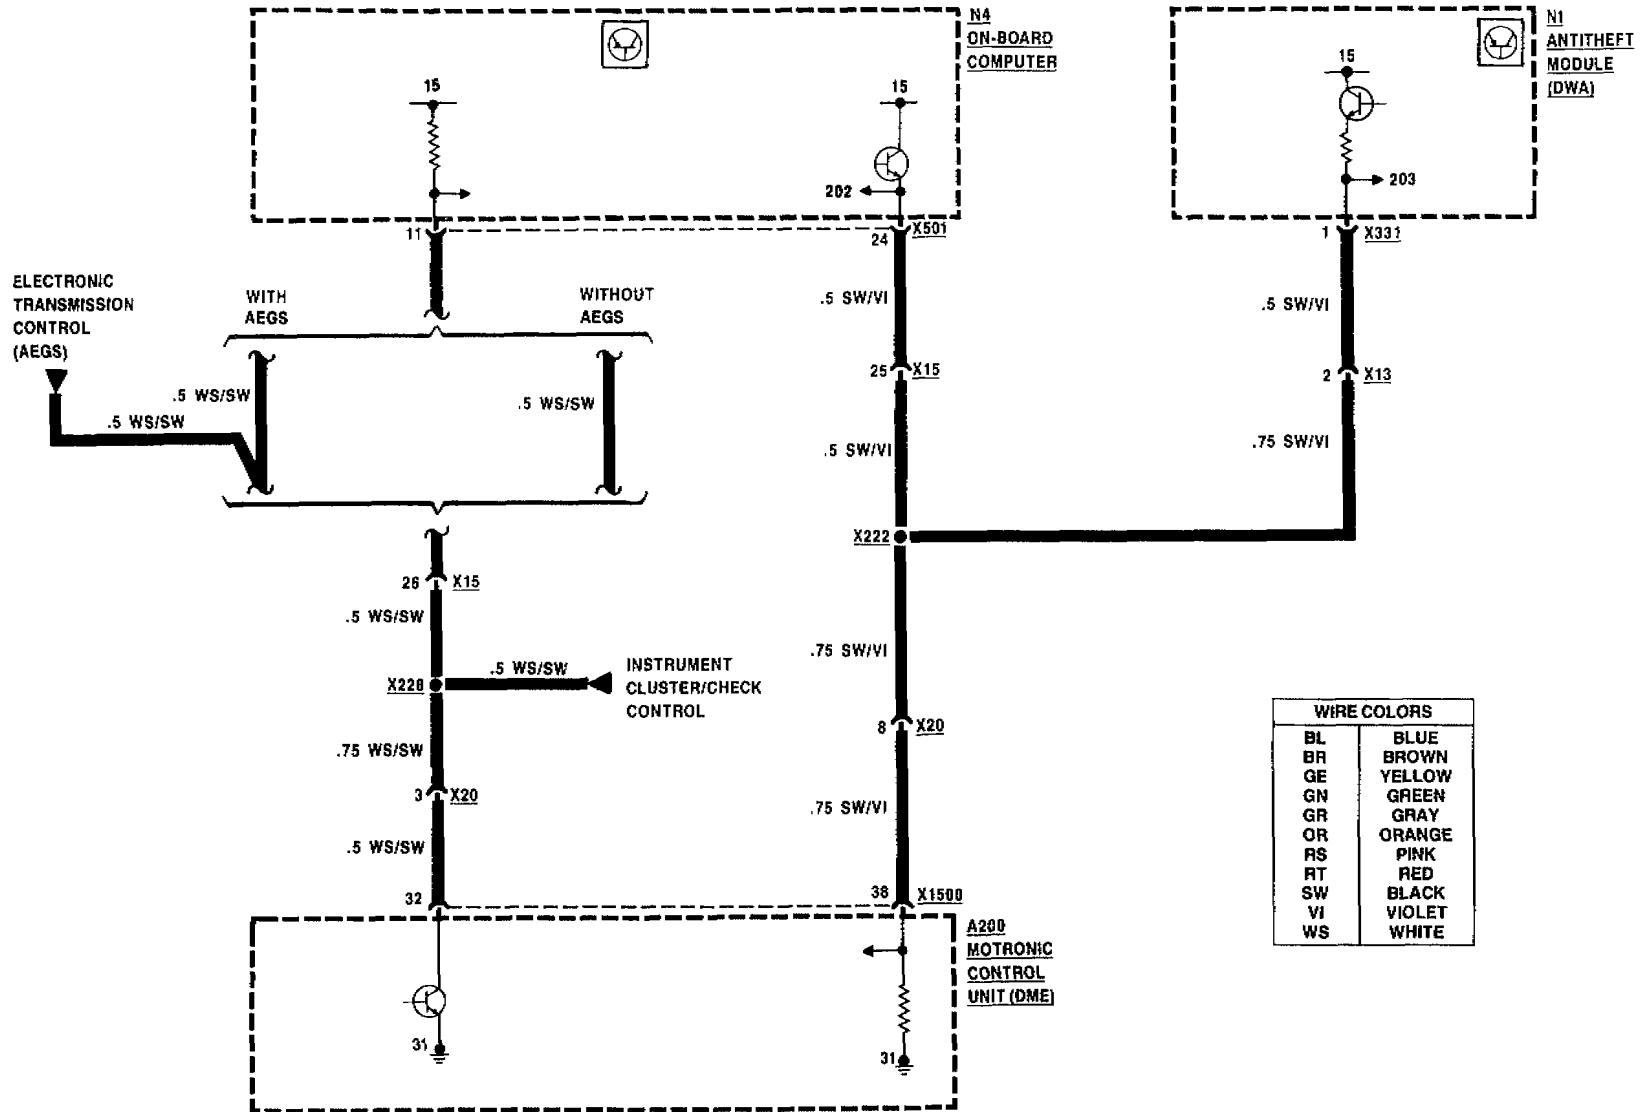 N4
ON-BOARD
COMPUTER
15
15
202
11
24
X501
N1
ANTITHEFT
MODULE
(DWA)
15
203
1
X331
ELECTRONIC
TRANSMISSION
CONTROL
(AEGS)
WITH
AEGS
WITHOUT
AEGS
.5 WS/SW
.5 WS/SW
.5 WS/SW
.5 SW/VI
25
X15
.5 SW/VI
.5 SW/VI
2
X13
.75 SW/VI
X222
26
X15
.5 WS/SW
X228
.5 WS/SW
INSTRUMENT
CLUSTER/CHECK
CONTROL
.75 WS/SW
3
X20
.5 WS/SW
32
.75 SW/VI
8
X20
.75 SW/VI
38
X1500
A200
MOTRONIC
CONTROL
UNIT (DME)
31
31
WIRE COLORS
BL BLUE
BR BROWN
GE YELLOW
GN GREEN
GR GRAY
OR ORANGE
RS PINK
RT RED
SW BLACK
VI VIOLET
WS WHITE